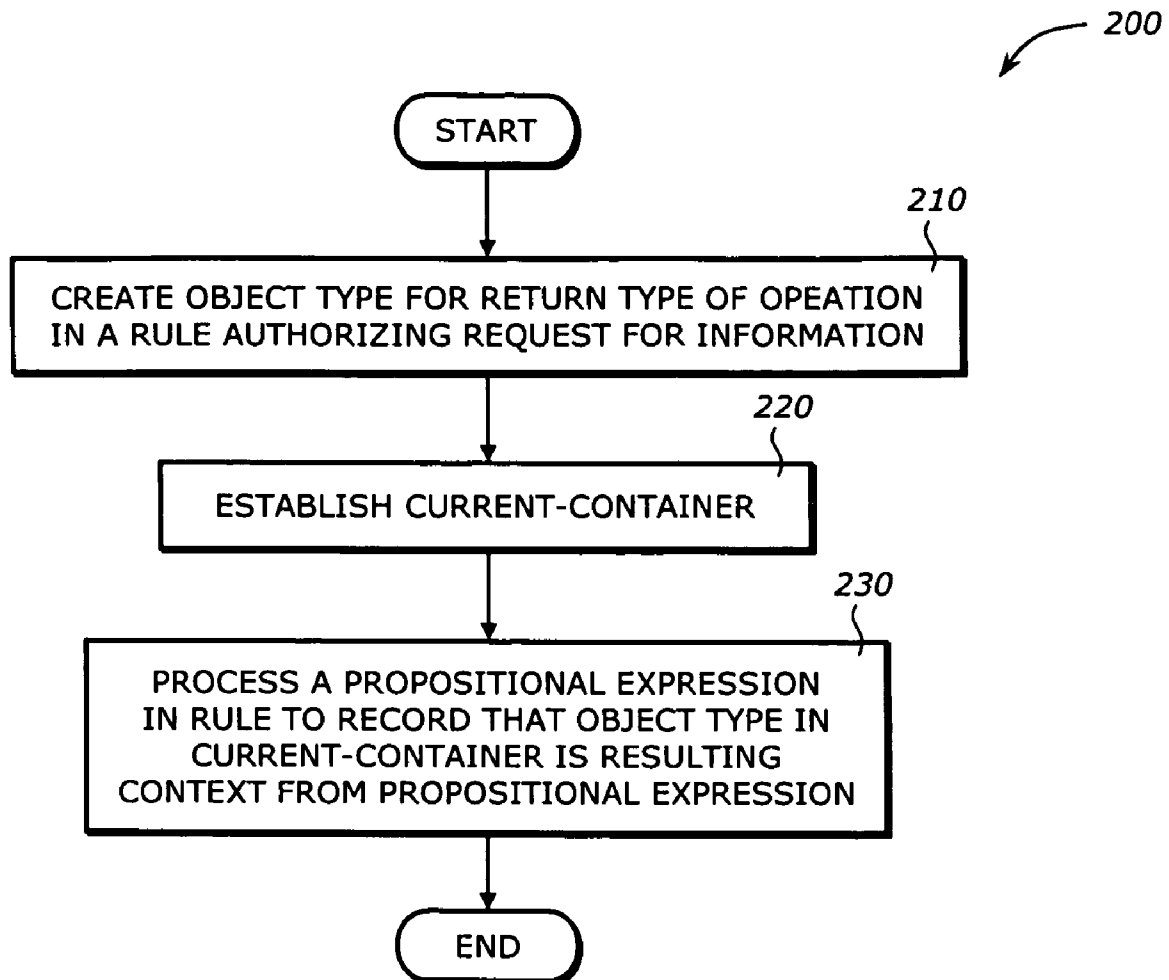 200
START
210
CREATE OBJECT TYPE FOR RETURN TYPE OF OPEATION
IN A RULE AUTHORIZING REQUEST FOR INFORMATION
220
ESTABLISH CURRENT-CONTAINER
230
PROCESS A PROPOSITIONAL EXPRESSION
IN RULE TO RECORD THAT OBJECT TYPE IN
CURRENT-CONTAINER IS RESULTING
CONTEXT FROM PROPOSITIONAL EXPRESSION
END